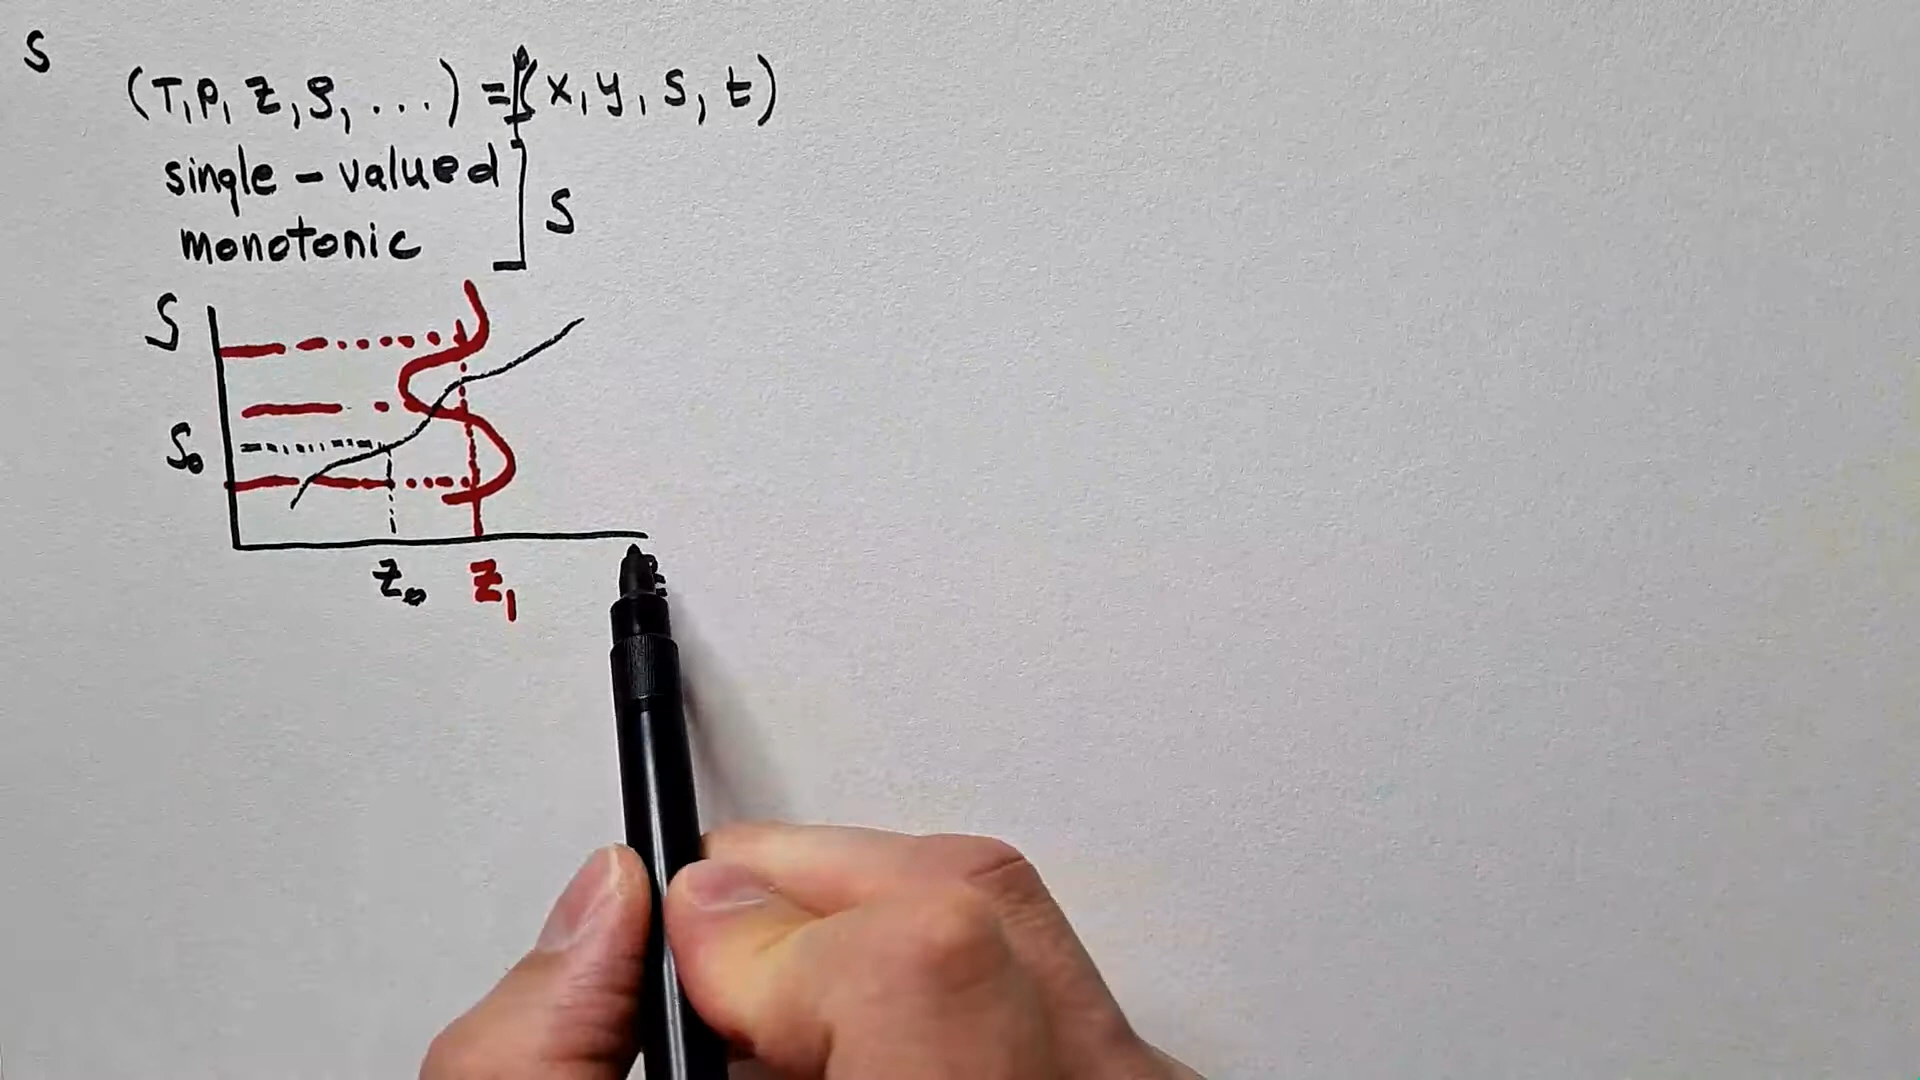 S
(T, P, Z, ρ, ...) = f(x, y, s, t)
single - valued
monotonic
] S
S
S₀
Z₀ Z₁